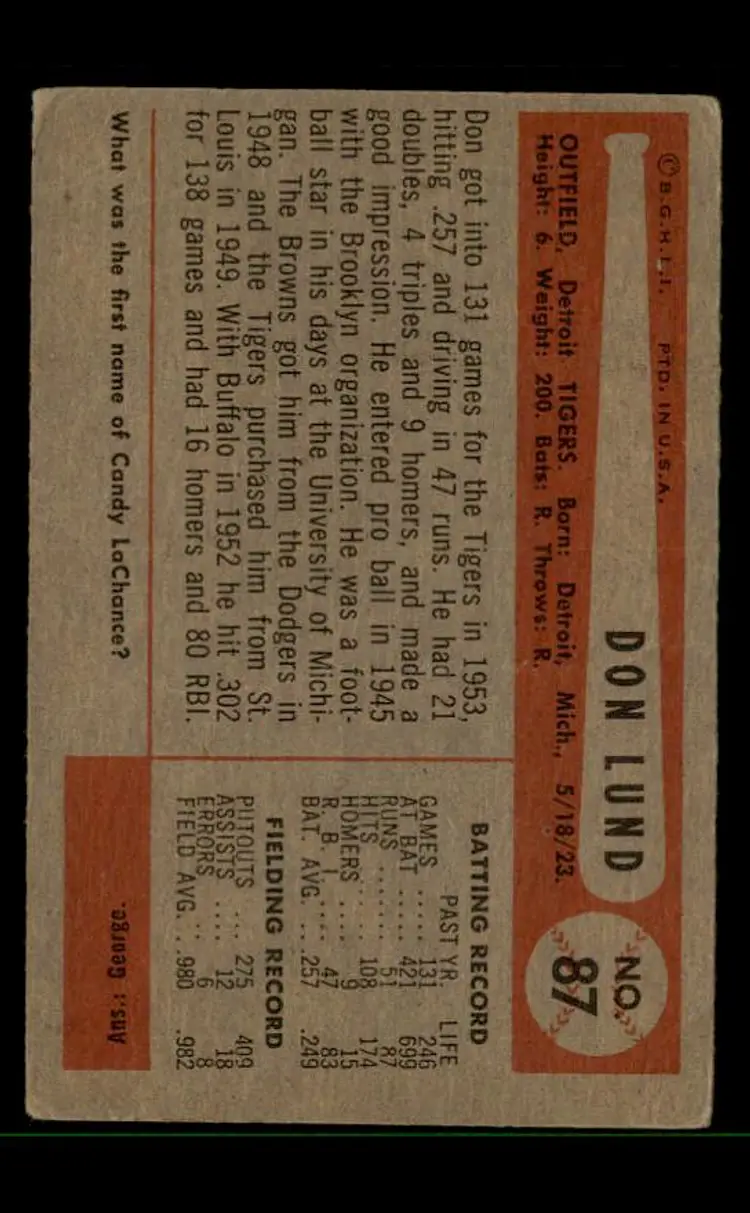 © B.G.H.L.I. PTD. IN U.S.A.
DON LUND
NO.
87
OUTFIELD, Detroit TIGERS. Born: Detroit, Mich., 5/18/23.
Height: 6. Weight: 200. Bats: R. Throws: R.
Don got into 131 games for the Tigers in 1953,
hitting .257 and driving in 47 runs. He had 21
doubles, 4 triples and 9 homers, and made a
good impression. He entered pro ball in 1945
with the Brooklyn organization. He was a foot-
ball star in his days at the University of Michi-
gan. The Browns got him from the Dodgers in
1948 and the Tigers purchased him from St.
Louis in 1949. With Buffalo in 1952 he hit .302
for 138 games and had 16 homers and 80 RBI.
BATTING RECORD
PAST YR. LIFE
GAMES ..... 131 246
AT BAT ..... 421 699
RUNS ....... 51 87
HITS ..... 108 174
HOMERS .... 9 15
R. B. I. .... 47 83
BAT. AVG. .. .257 .249
FIELDING RECORD
PUTOUTS ... 275 409
ASSISTS .... 12 18
ERRORS ... 6 8
FIELD AVG. .. .980 .982
What was the first name of Candy LaChance?
Ans.: George.